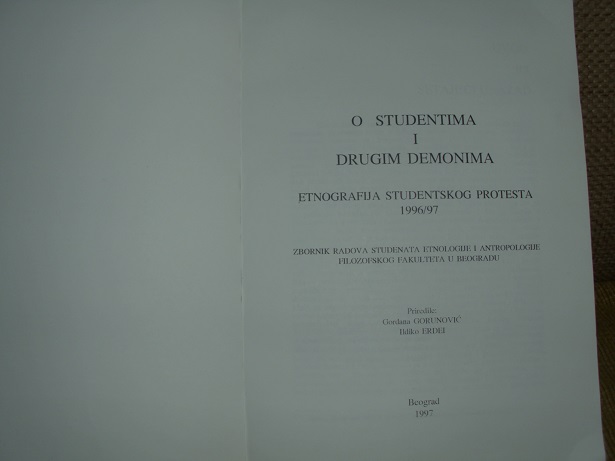 O STUDENTIMA
I
DRUGIM DEMONIMA
ETNOGRAFIJA STUDENTSKOG PROTESTA
1996/97
ZBORNIK RADOVA STUDENATA ETNOLOGIJE I ANTROPOLOGIJE
FILOZOFSKOG FAKULTETA U BEOGRADU
Priredile:
Gordana GORUNOVIĆ
Ildiko ERDEI
Beograd
1997